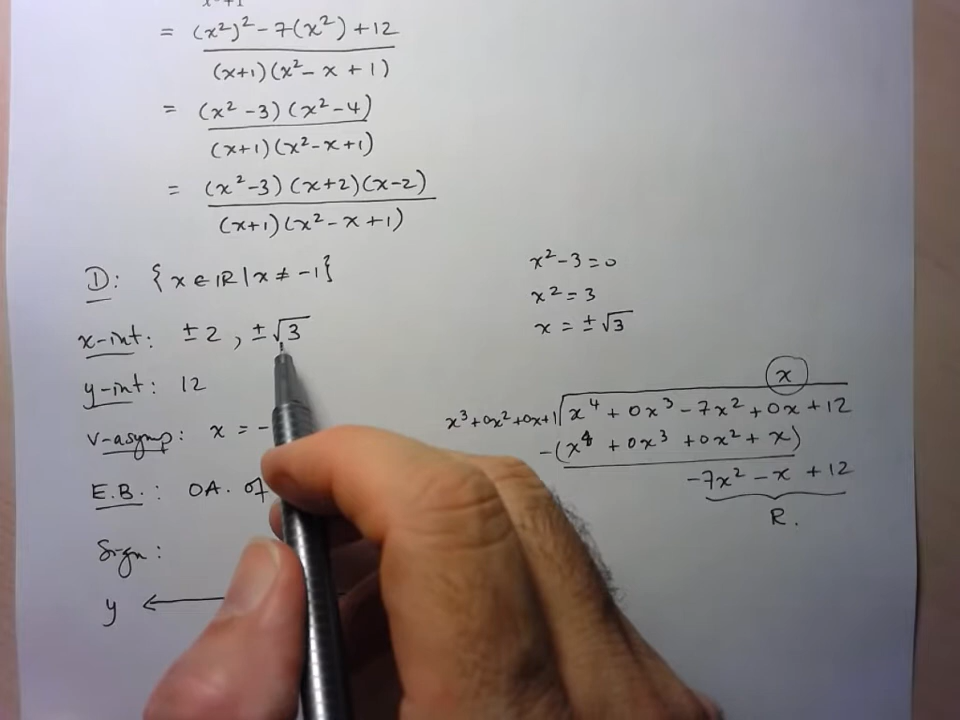 = (x²)² - 7(x²) + 12
(x+1)(x² - x + 1)
= (x² - 3)(x² - 4)
(x+1)(x² - x + 1)
= (x² - 3)(x+2)(x-2)
(x+1)(x² - x + 1)
D: {x ∈ ℝ | x ≠ -1}
x-int: ±2, ±√3
y-int: 12
v-asymp: x = -
E.B.: OA. of
Sign:
y
x² - 3 = 0
x² = 3
x = ±√3
x
x³ + 0x² + 0x + 1 √ x⁴ + 0x³ - 7x² + 0x + 12
-(x⁴ + 0x³ + 0x² + x)
-7x² - x + 12
R.